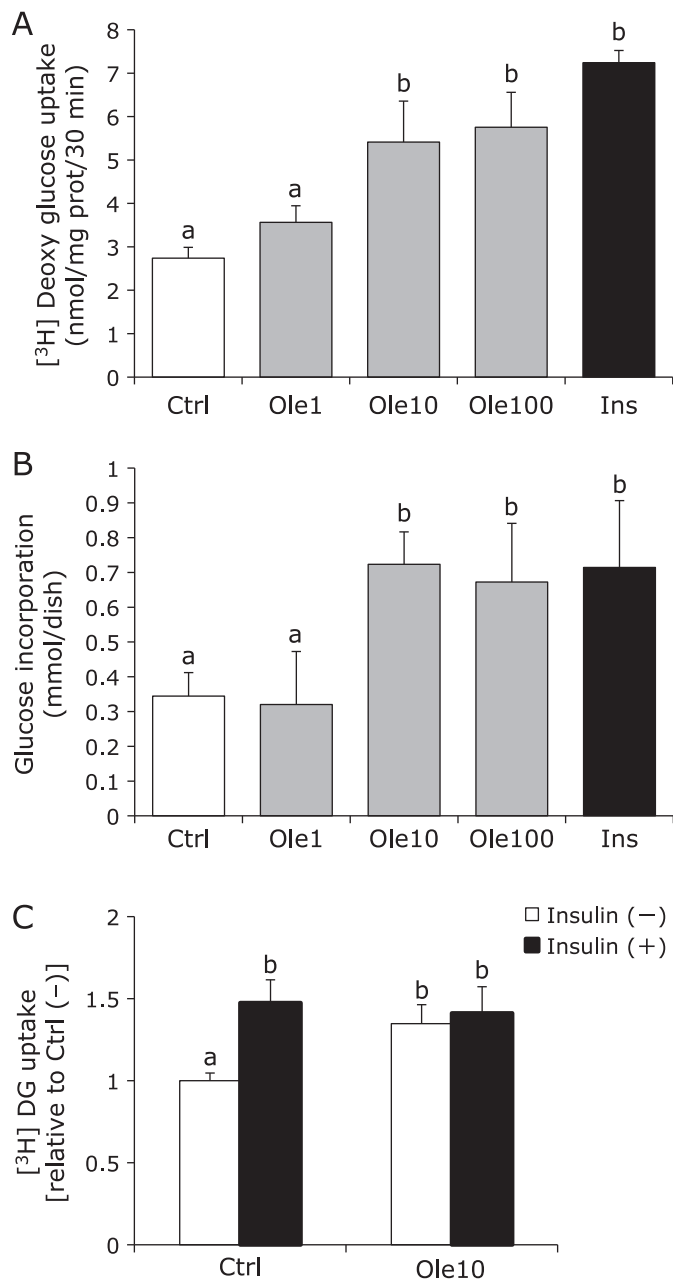 A
[³H] Deoxy glucose uptake
(nmol/mg prot/30 min)
8
7
6
5
4
3
2
1
0
a
a
b
b
b
Ctrl
Ole1
Ole10
Ole100
Ins
B
Glucose incorporation
(mmol/dish)
1
0.9
0.8
0.7
0.6
0.5
0.4
0.3
0.2
0.1
0
a
a
b
b
b
Ctrl
Ole1
Ole10
Ole100
Ins
C
[³H] DG uptake
[relative to Ctrl (–)]
2
1.5
1
0.5
0
Insulin (−)
Insulin (+)
a
b
b
b
Ctrl
Ole10